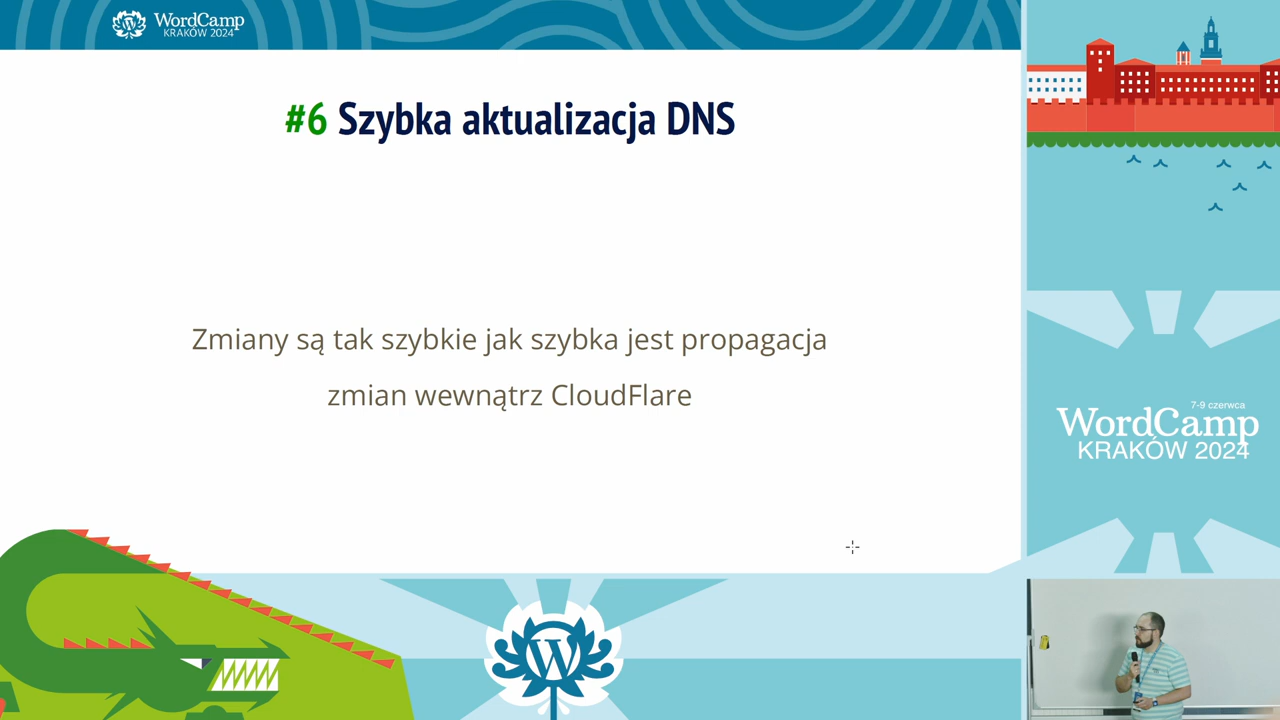 WordCamp
KRAKÓW 2024
#6 Szybka aktualizacja DNS
Zmiany są tak szybkie jak szybka jest propagacja
zmian wewnątrz CloudFlare
7-9 czerwca
WordCamp
KRAKÓW 2024
W